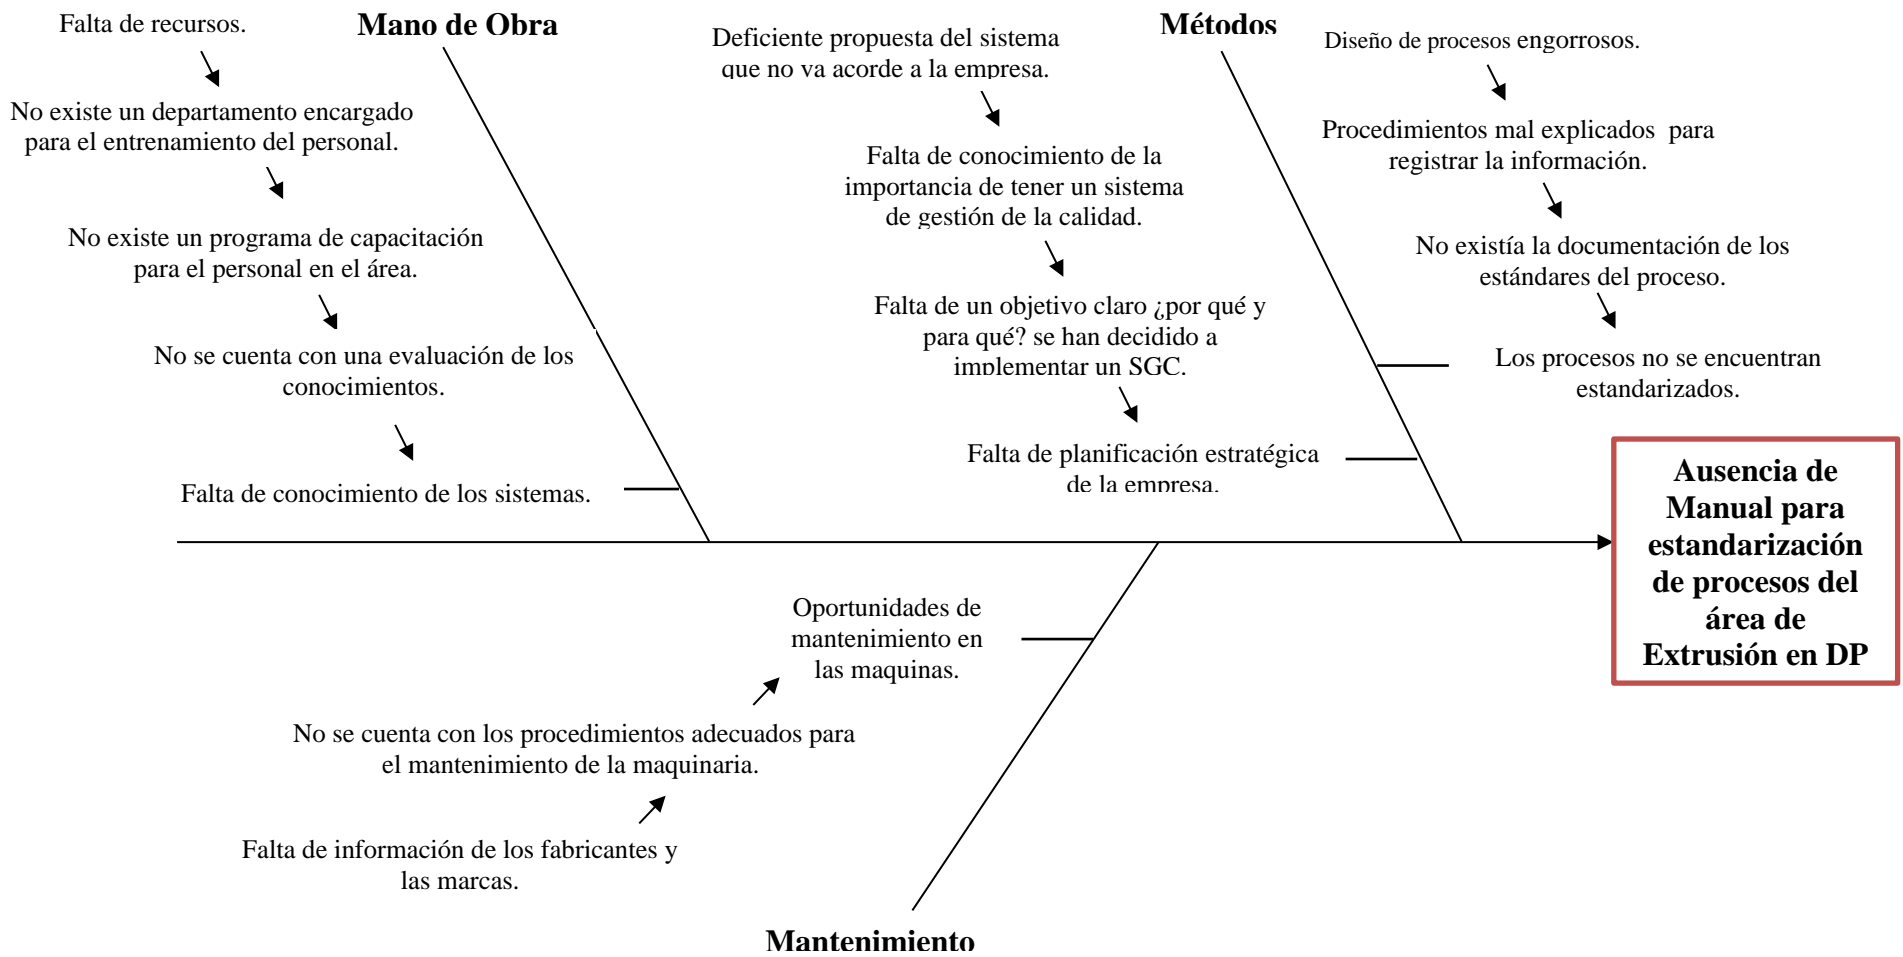 Mano de Obra
Falta de recursos.
No existe un departamento encargado
para el entrenamiento del personal.
No existe un programa de capacitación
para el personal en el área.
No se cuenta con una evaluación de los
conocimientos.
Falta de conocimiento de los sistemas.
Métodos
Deficiente propuesta del sistema
que no va acorde a la empresa.
Falta de conocimiento de la
importancia de tener un sistema
de gestión de la calidad.
Falta de un objetivo claro ¿por qué y
para qué? se han decidido a
implementar un SGC.
Falta de planificación estratégica
de la empresa.
Diseño de procesos engorrosos.
Procedimientos mal explicados para
registrar la información.
No existía la documentación de los
estándares del proceso.
Los procesos no se encuentran
estandarizados.
Ausencia de
Manual para
estandarización
de procesos del
área de
Extrusión en DP
Oportunidades de
mantenimiento en
las maquinas.
No se cuenta con los procedimientos adecuados para
el mantenimiento de la maquinaria.
Falta de información de los fabricantes y
las marcas.
Mantenimiento